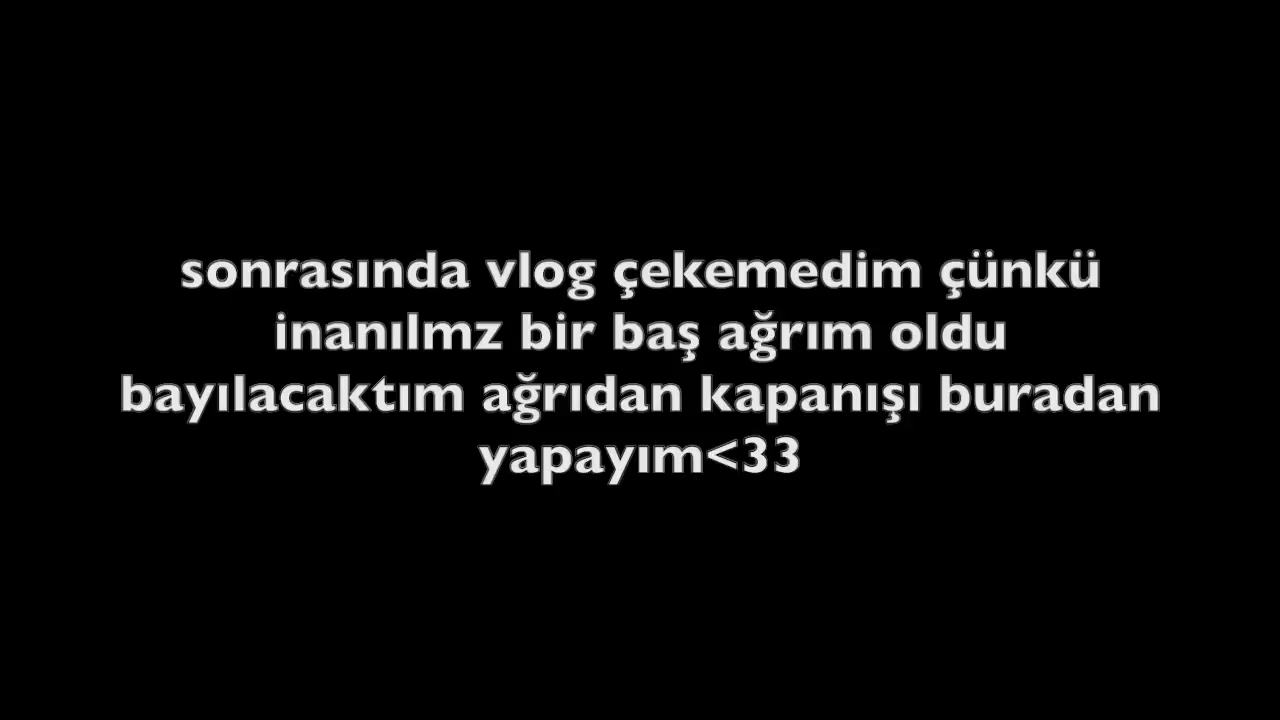 sonrasında vlog çekemedim çünkü
inanılmz bir baş ağrım oldu
bayılacaktım ağrıdan kapanışı buradan
yapayım<33